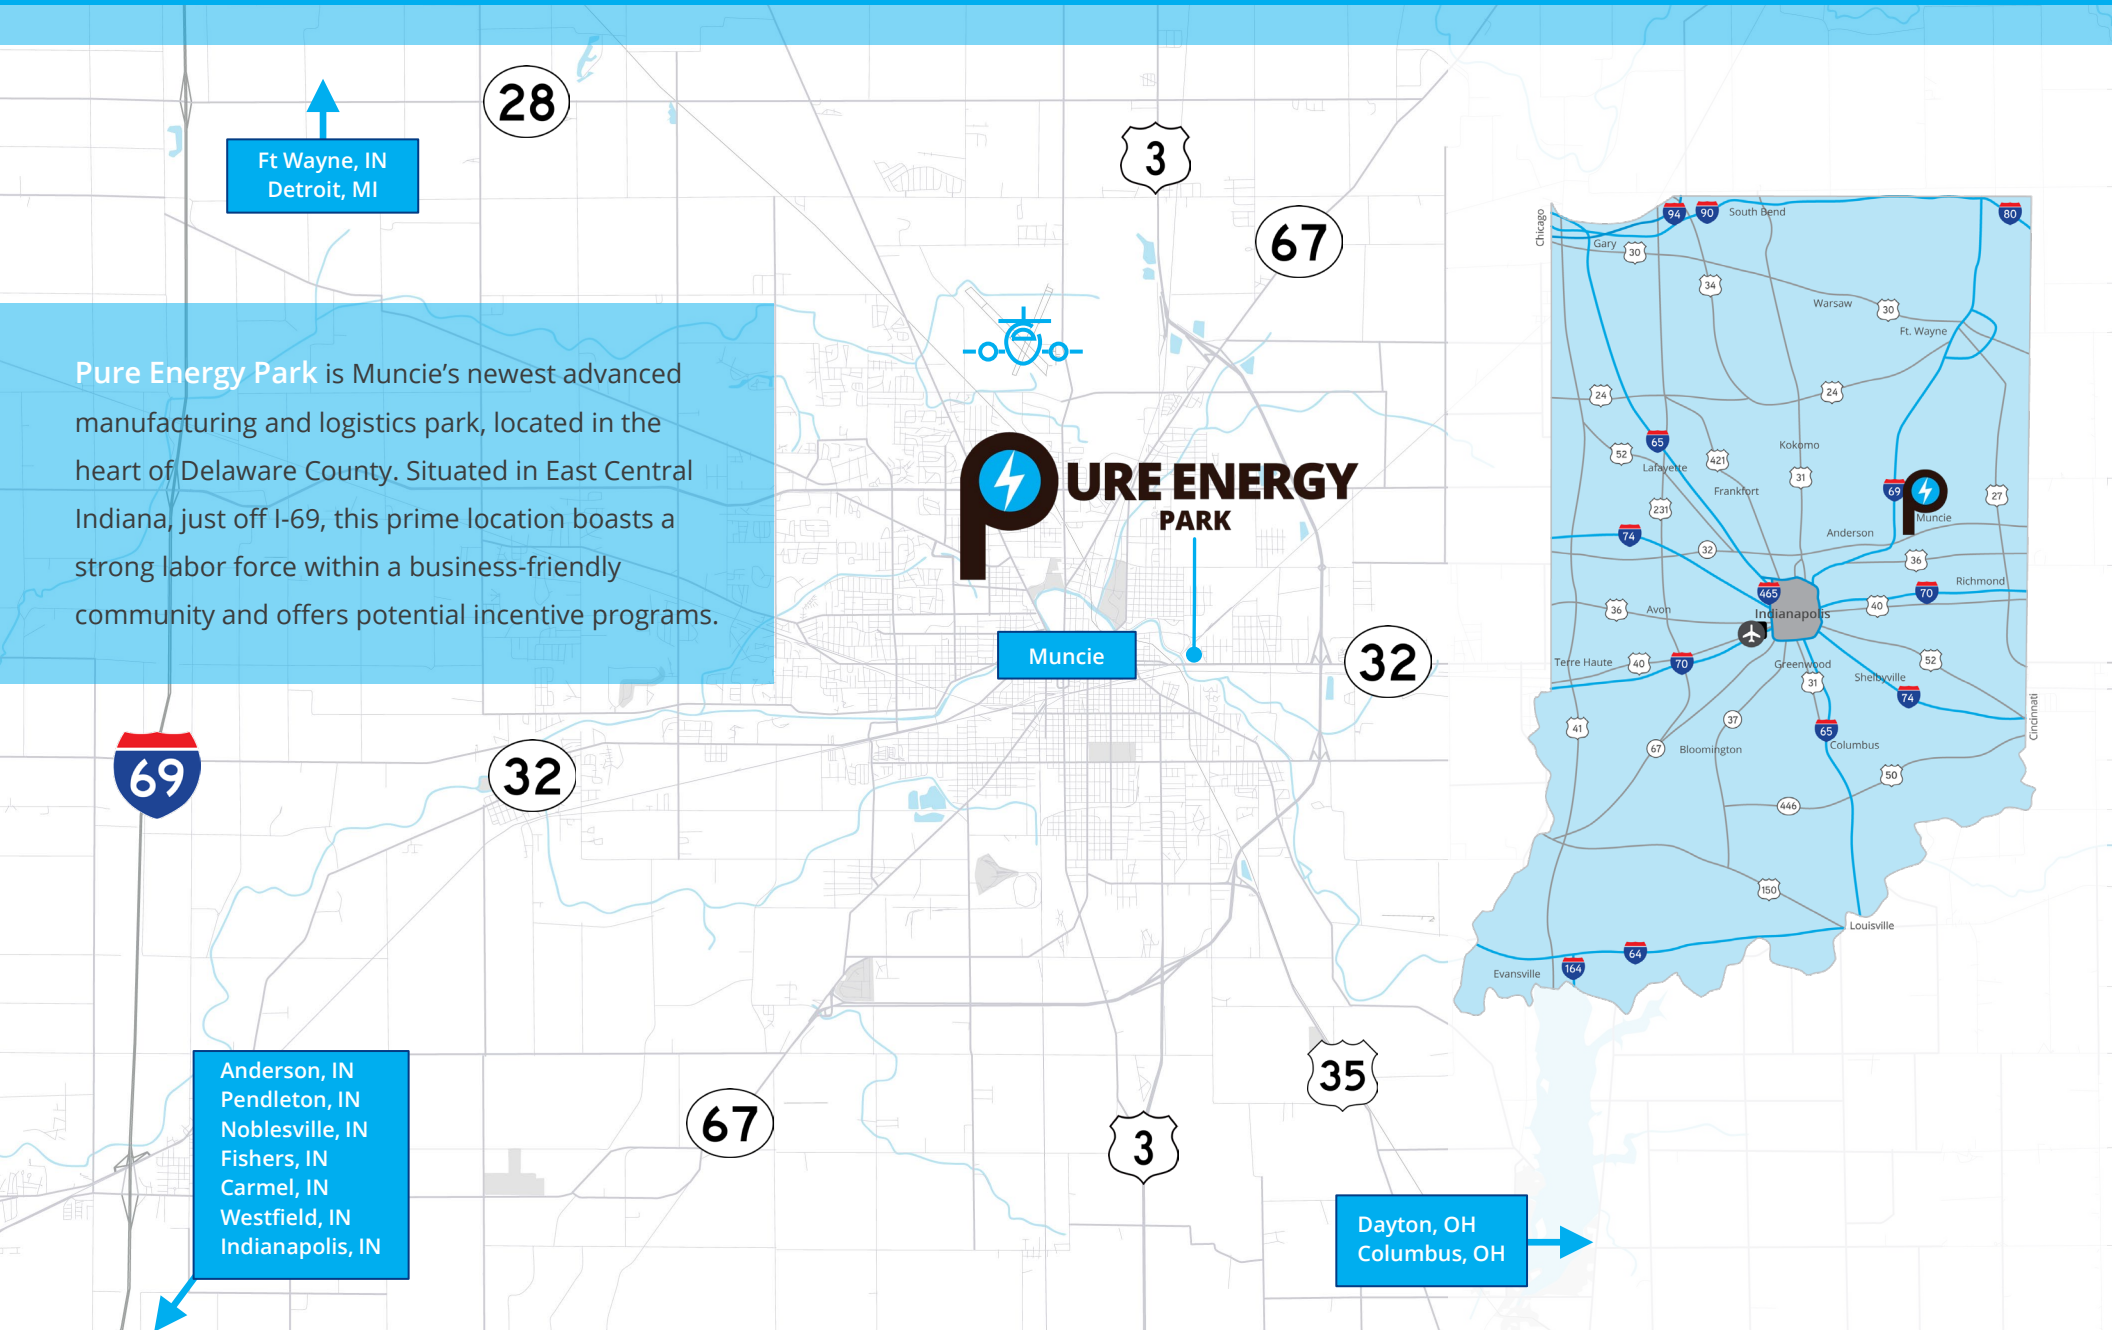 28
Ft Wayne, IN
Detroit, MI
3
67
Pure Energy Park is Muncie’s newest advanced
manufacturing and logistics park, located in the
heart of Delaware County. Situated in East Central
Indiana, just off I-69, this prime location boasts a
strong labor force within a business-friendly
community and offers potential incentive programs.
PURE ENERGY
PARK
Muncie
32
69
32
35
67
3
Anderson, IN
Pendleton, IN
Noblesville, IN
Fishers, IN
Carmel, IN
Westfield, IN
Indianapolis, IN
Dayton, OH
Columbus, OH
Chicago
94
90
South Bend
80
Gary
30
34
Warsaw
30
Ft. Wayne
24
24
65
Kokomo
52
Lafayette
421
31
69
P
27
Frankfort
231
Muncie
74
Anderson
32
36
Richmond
465
70
36
Avon
40
Indianapolis
Terre Haute
40
70
Greenwood
52
31
Shelbyville
74
41
37
65
Cincinnati
67
Bloomington
Columbus
50
446
150
Louisville
64
Evansville
164